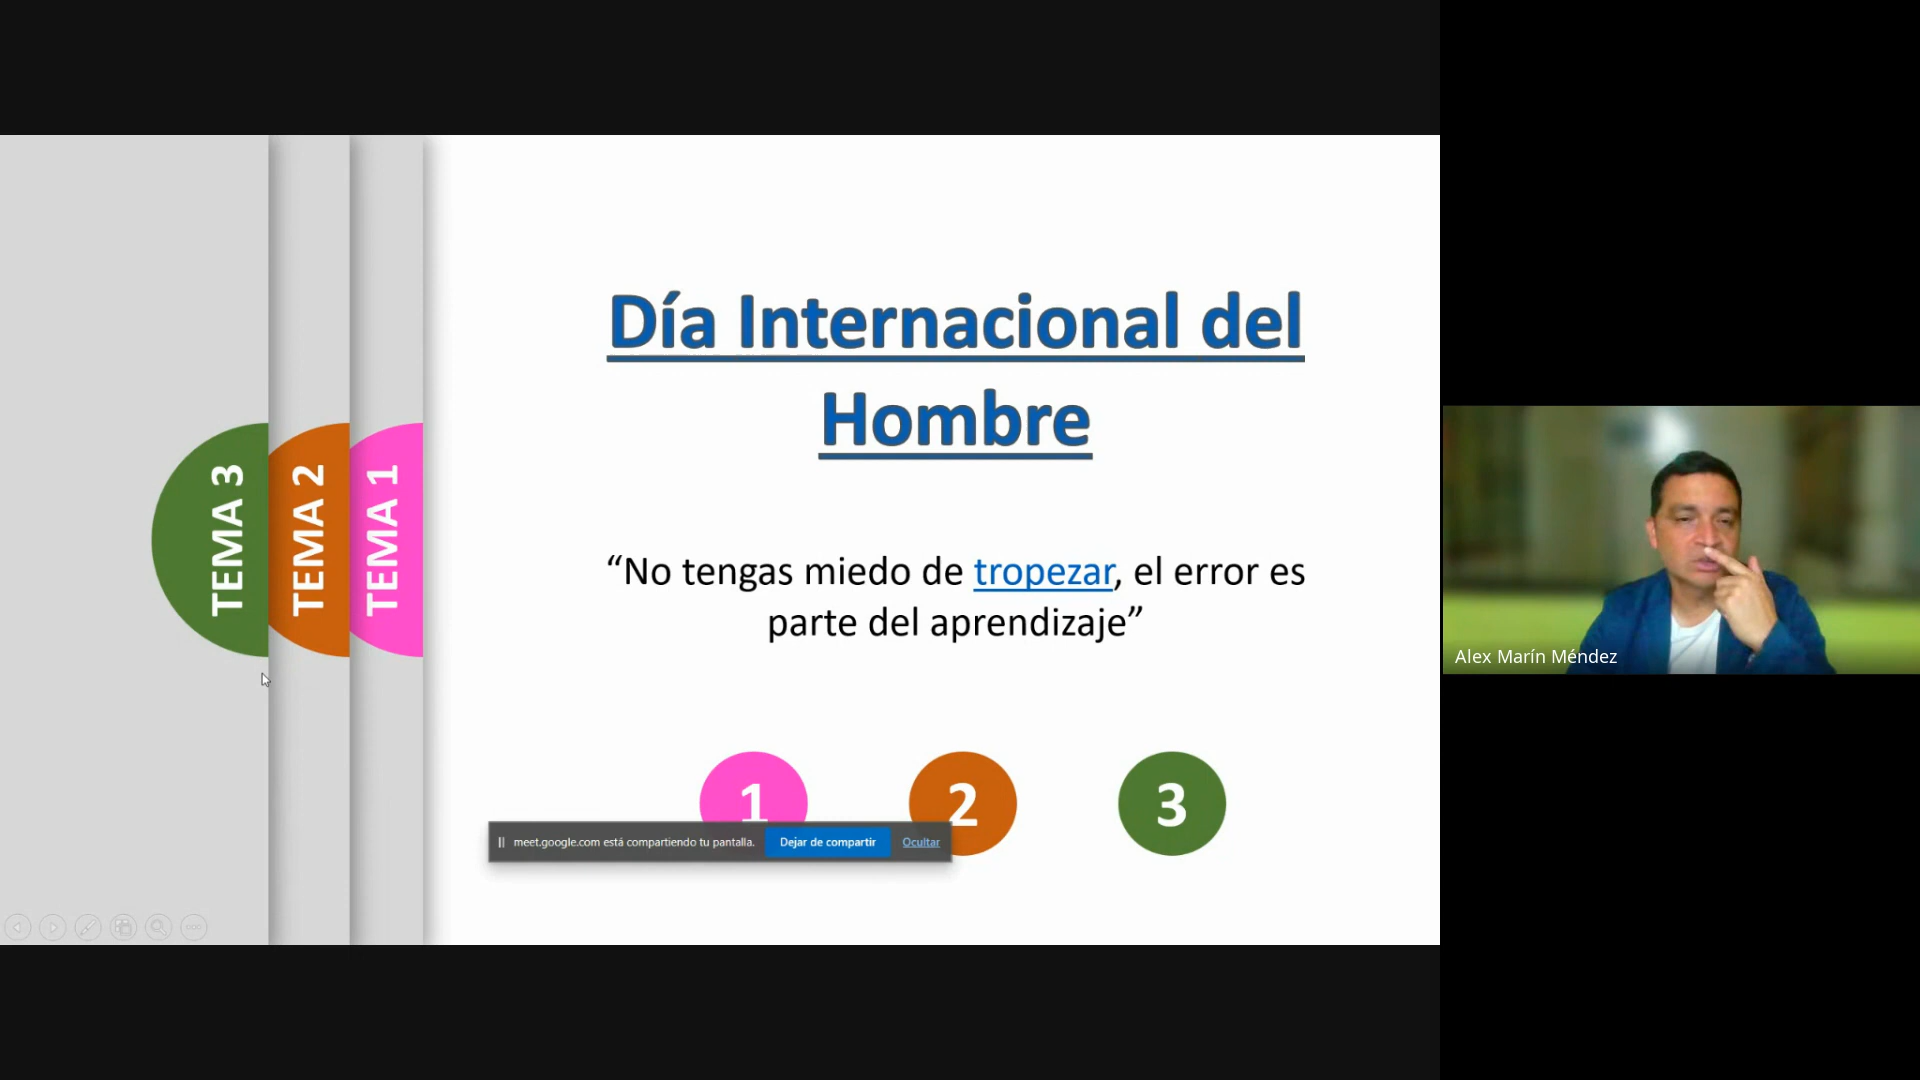 TEMA 3
TEMA 2
TEMA 1
Día Internacional del
Hombre
“No tengas miedo de tropezar, el error es
parte del aprendizaje”
1
2
3
meet.google.com está compartiendo tu pantalla.
Dejar de compartir
Ocultar
Alex Marín Méndez